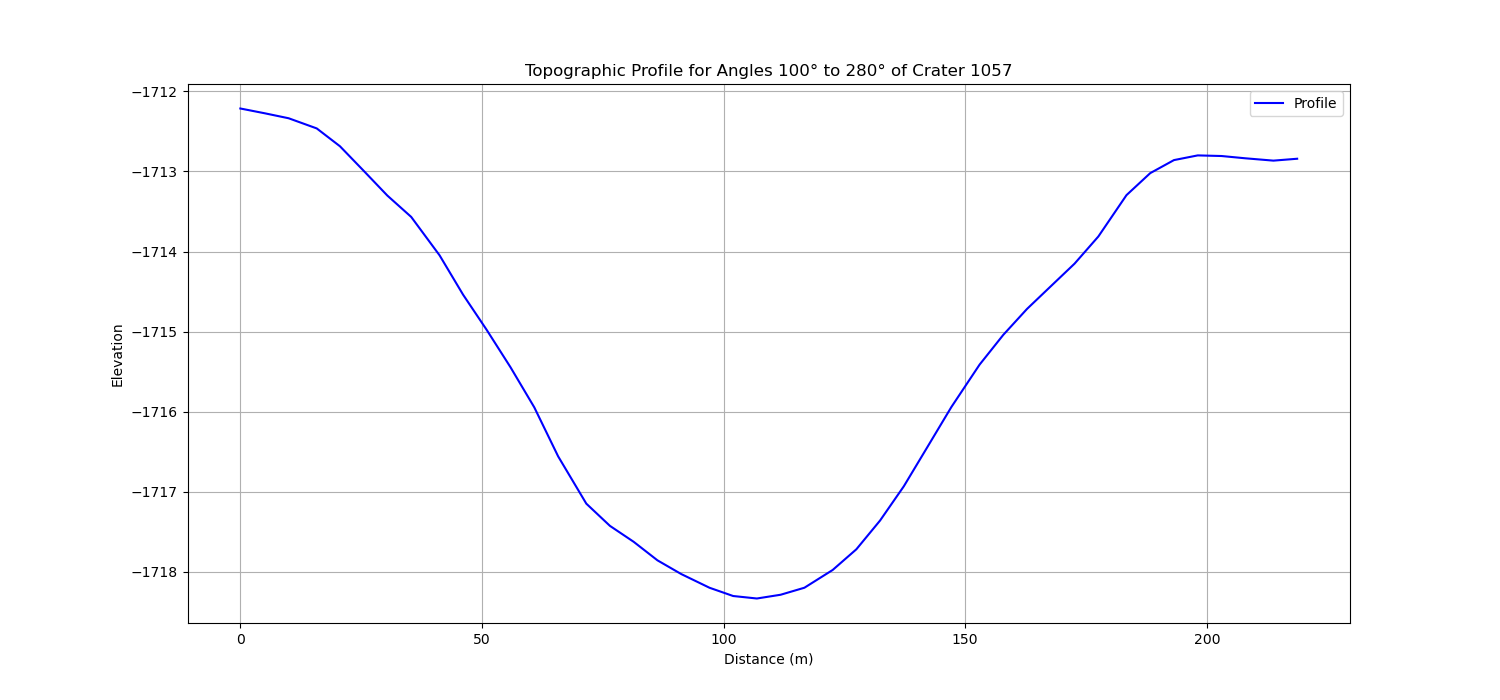 Topographic Profile for Angles 100° to 280° of Crater 1057
Profile
−1712
−1713
−1714
−1715
−1716
−1717
−1718
Elevation
0 50 100 150 200
Distance (m)